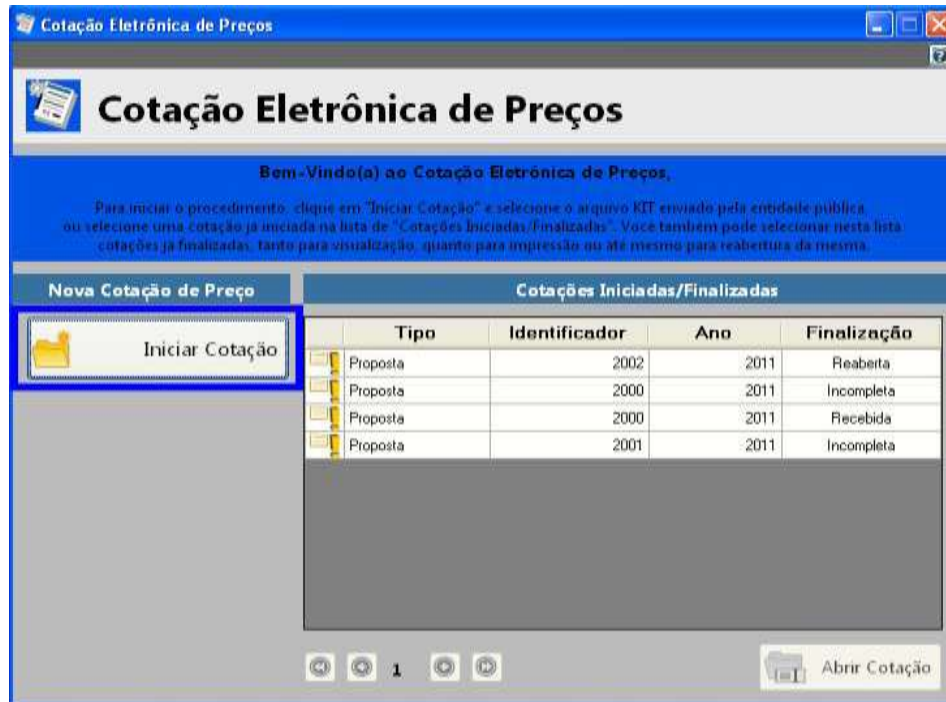 Cotação Eletrônica de Preços
Cotação Eletrônica de Preços
Bem-Vindo(a) ao Cotação Eletrônica de Preços,
Para iniciar o procedimento, clique em "Iniciar Cotação" e selecione o arquivo KIT enviado pela entidade pública,
ou selecione uma cotação já iniciada na lista de "Cotações Iniciadas/Finalizadas". Você também pode selecionar nesta lista
cotações já finalizadas, tanto para visualização, quanto para impressão ou até mesmo para reabertura da mesma.
Nova Cotação de Preço
Cotações Iniciadas/Finalizadas
Iniciar Cotação
Tipo Identificador Ano Finalização
Proposta 2002 2011 Reaberta
Proposta 2000 2011 Incompleta
Proposta 2000 2011 Recebida
Proposta 2001 2011 Incompleta
1
Abrir Cotação